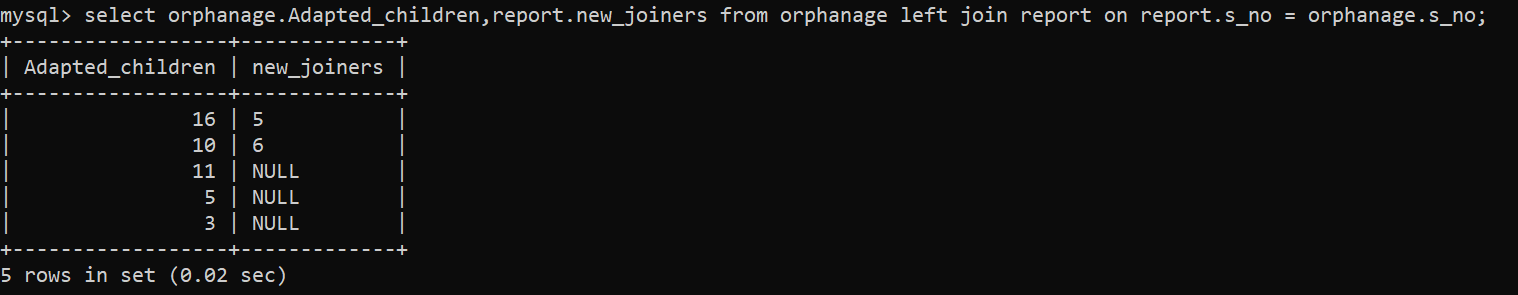 mysql> select orphanage.Adapted_children,report.new_joiners from orphanage left join report on report.s_no = orphanage.s_no;
+------------------+-------------+
| Adapted_children | new_joiners |
+------------------+-------------+
|               16 | 5           |
|               10 | 6           |
|               11 | NULL        |
|                5 | NULL        |
|                3 | NULL        |
+------------------+-------------+
5 rows in set (0.02 sec)